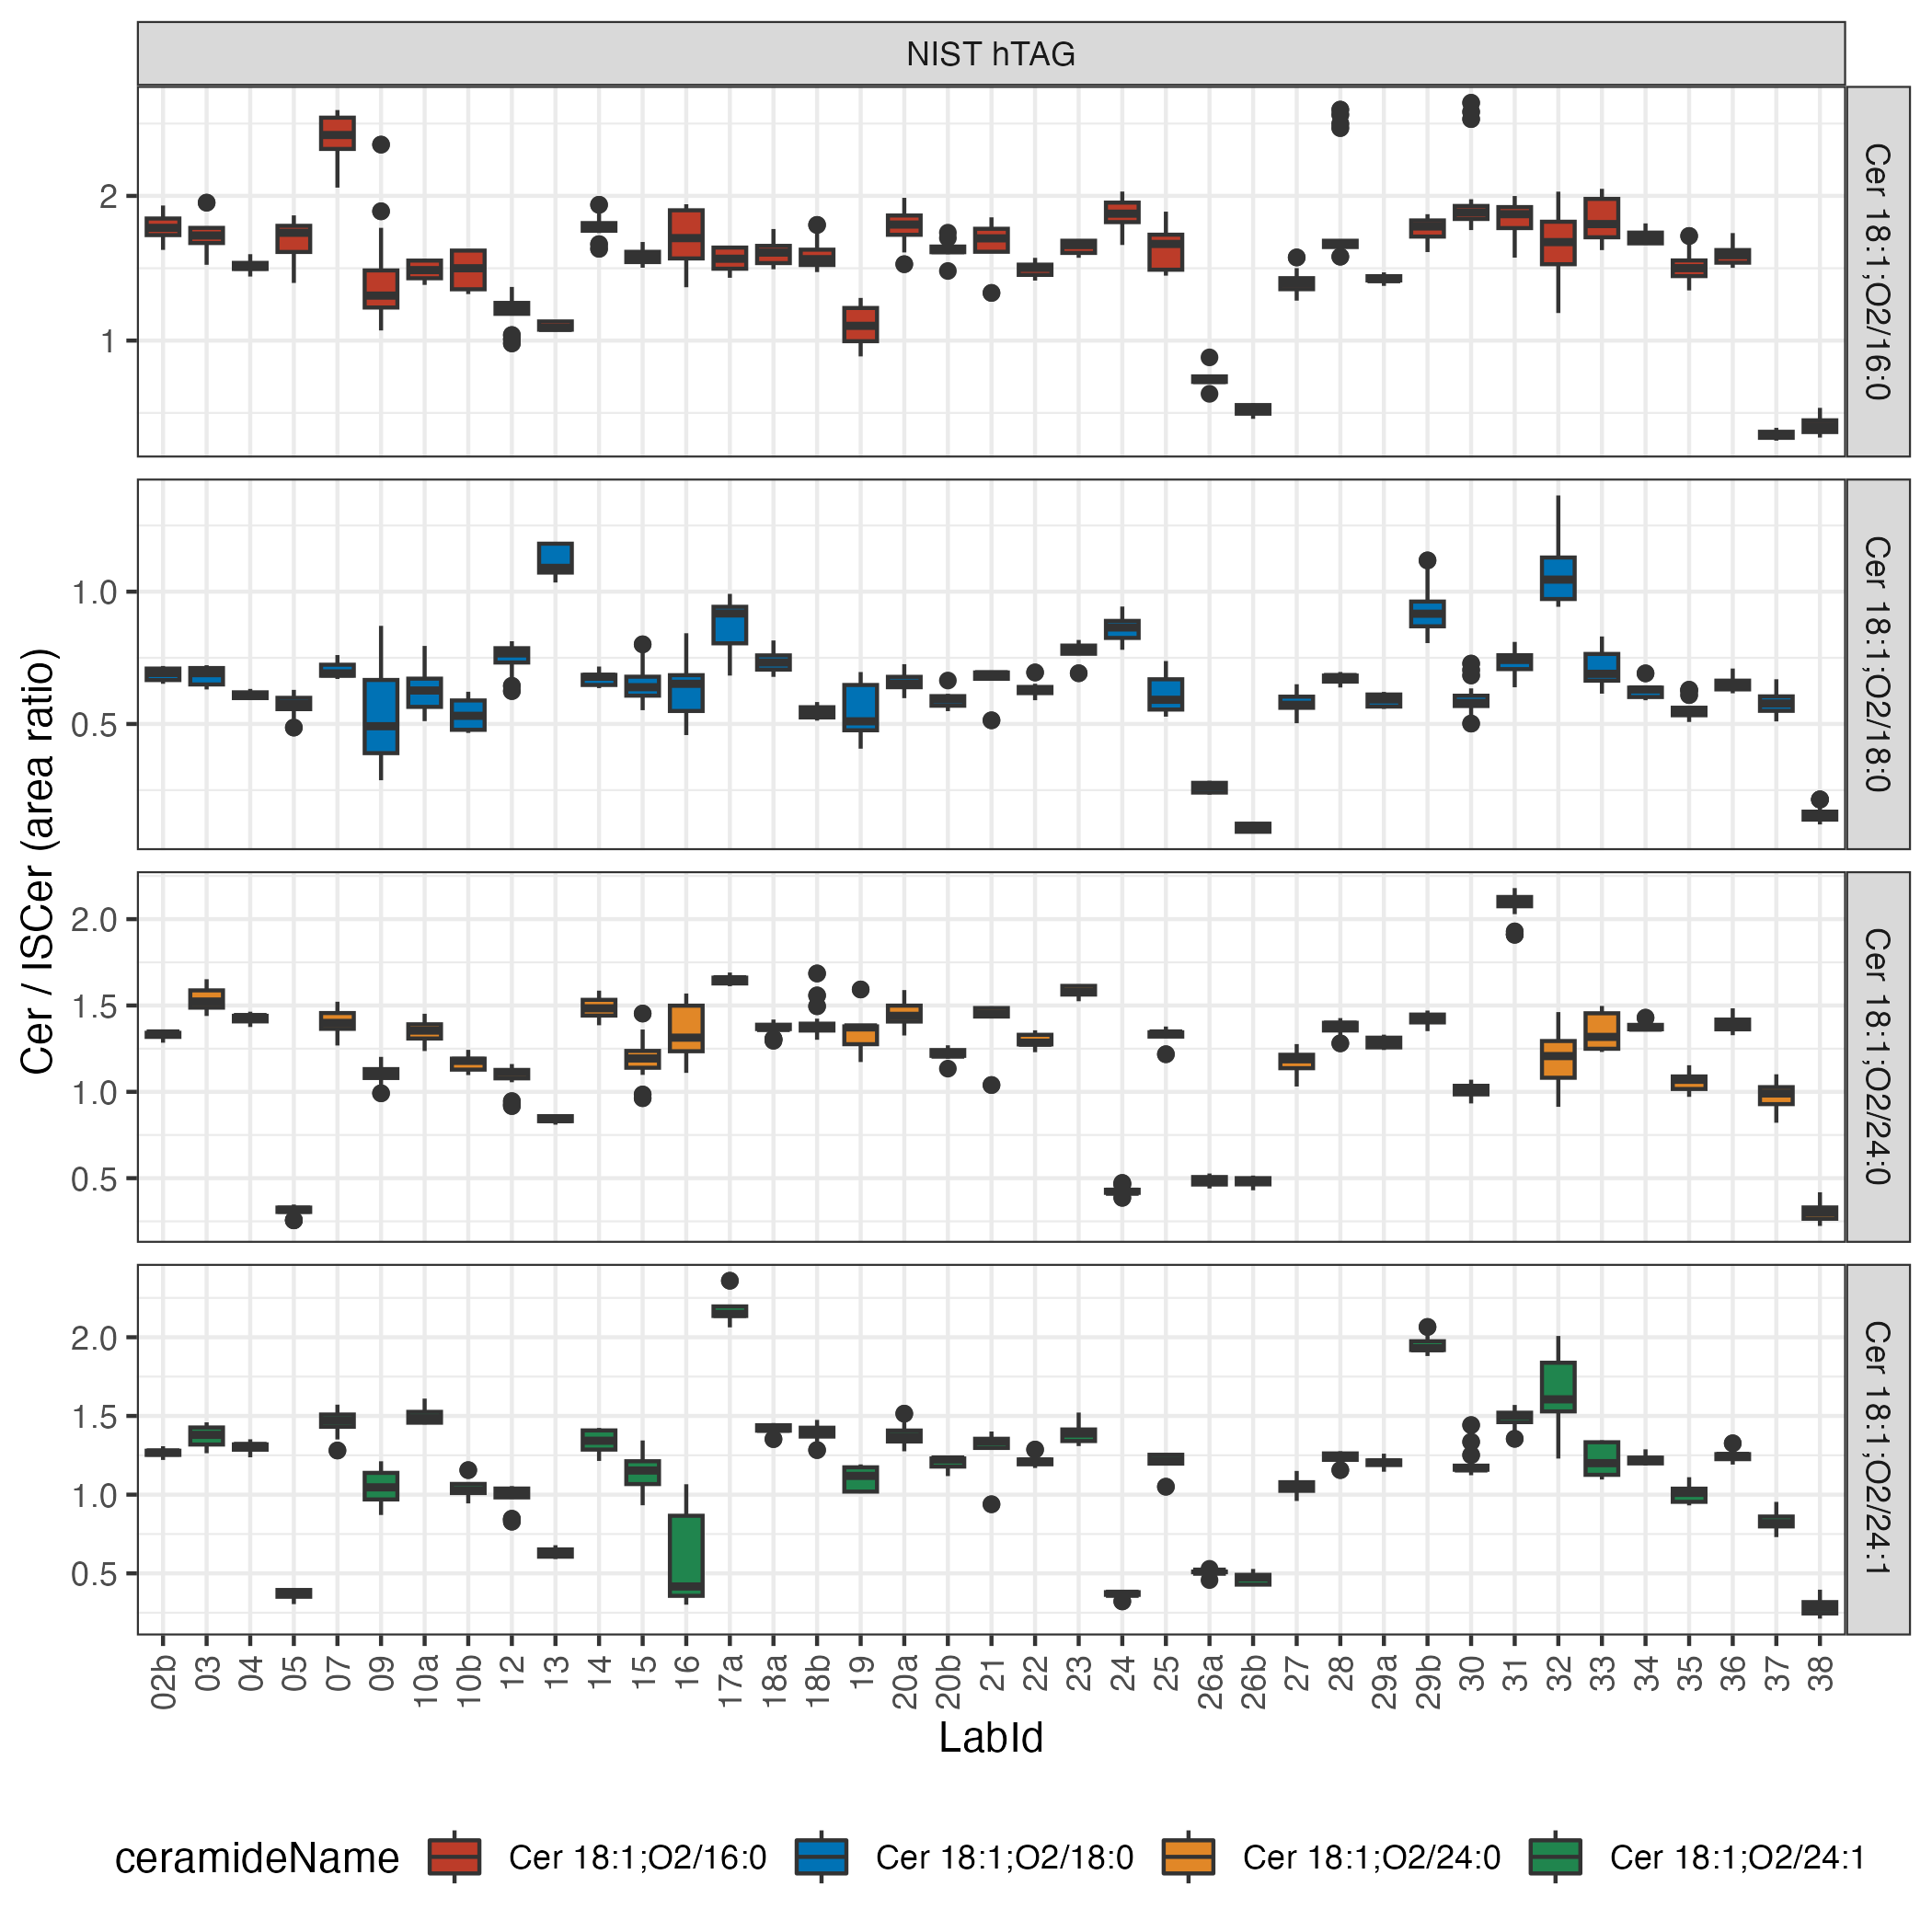 NIST hTAG
Cer / ISCer (area ratio)
2
1
Cer 18:1;O2/16:0
1.0
0.5
Cer 18:1;O2/18:0
2.0
1.5
1.0
0.5
Cer 18:1;O2/24:0
2.0
1.5
1.0
0.5
Cer 18:1;O2/24:1
02b 03 04 05 07 09 10a 10b 12 13 14 15 16 17a 18a 18b 19 20a 20b 21 22 23 24 25 26a 26b 27 28 29a 29b 30 31 32 33 34 35 36 37 38
LabId
ceramideName Cer 18:1;O2/16:0 Cer 18:1;O2/18:0 Cer 18:1;O2/24:0 Cer 18:1;O2/24:1